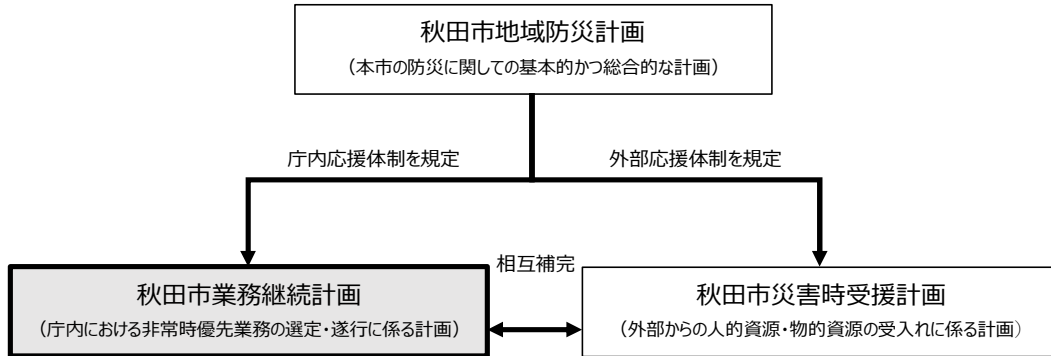 秋田市地域防災計画
（本市の防災に関しての基本的かつ総合的な計画）
庁内応援体制を規定
外部応援体制を規定
相互補完
秋田市業務継続計画
（庁内における非常時優先業務の選定・遂行に係る計画）
秋田市災害時受援計画
（外部からの人的資源・物的資源の受入れに係る計画）